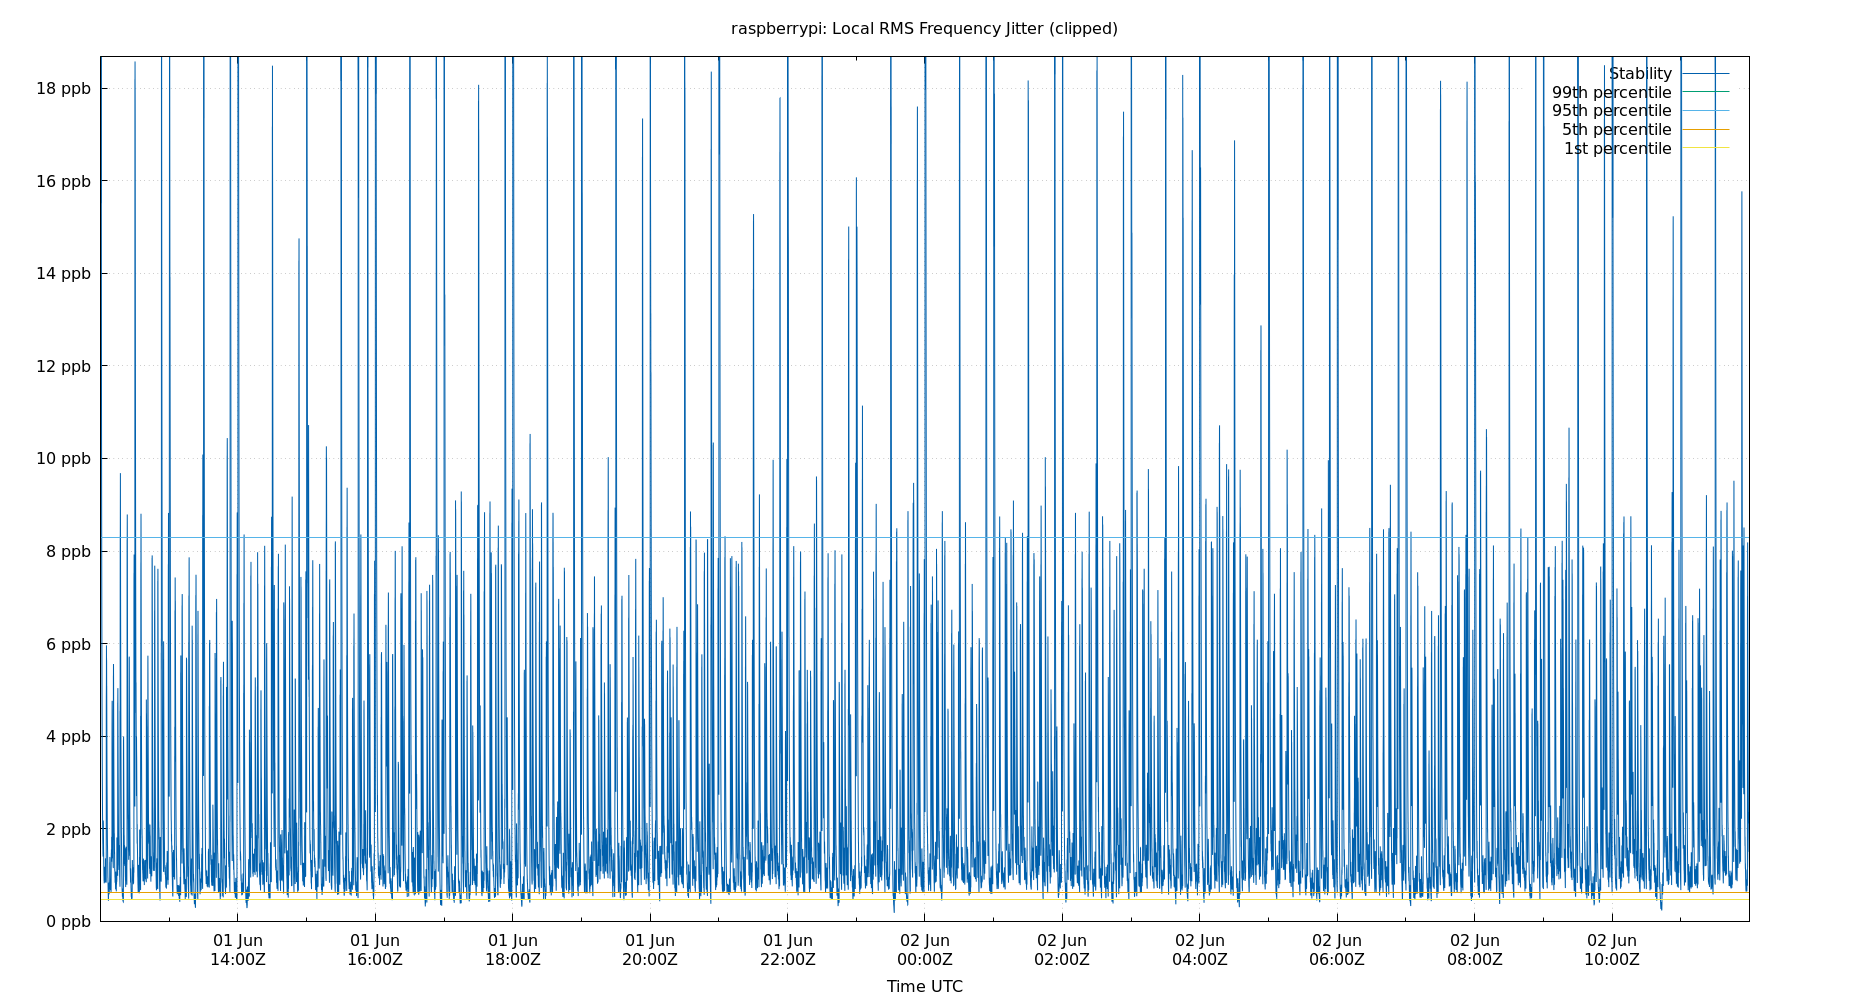 raspberrypi: Local RMS Frequency Jitter (clipped)
Stability
99th percentile
95th percentile
5th percentile
1st percentile
18 ppb
16 ppb
14 ppb
12 ppb
10 ppb
8 ppb
6 ppb
4 ppb
2 ppb
0 ppb
01 Jun 01 Jun 01 Jun 01 Jun 01 Jun 02 Jun 02 Jun 02 Jun 02 Jun 02 Jun 02 Jun
14:00Z 16:00Z 18:00Z 20:00Z 22:00Z 00:00Z 02:00Z 04:00Z 06:00Z 08:00Z 10:00Z
Time UTC